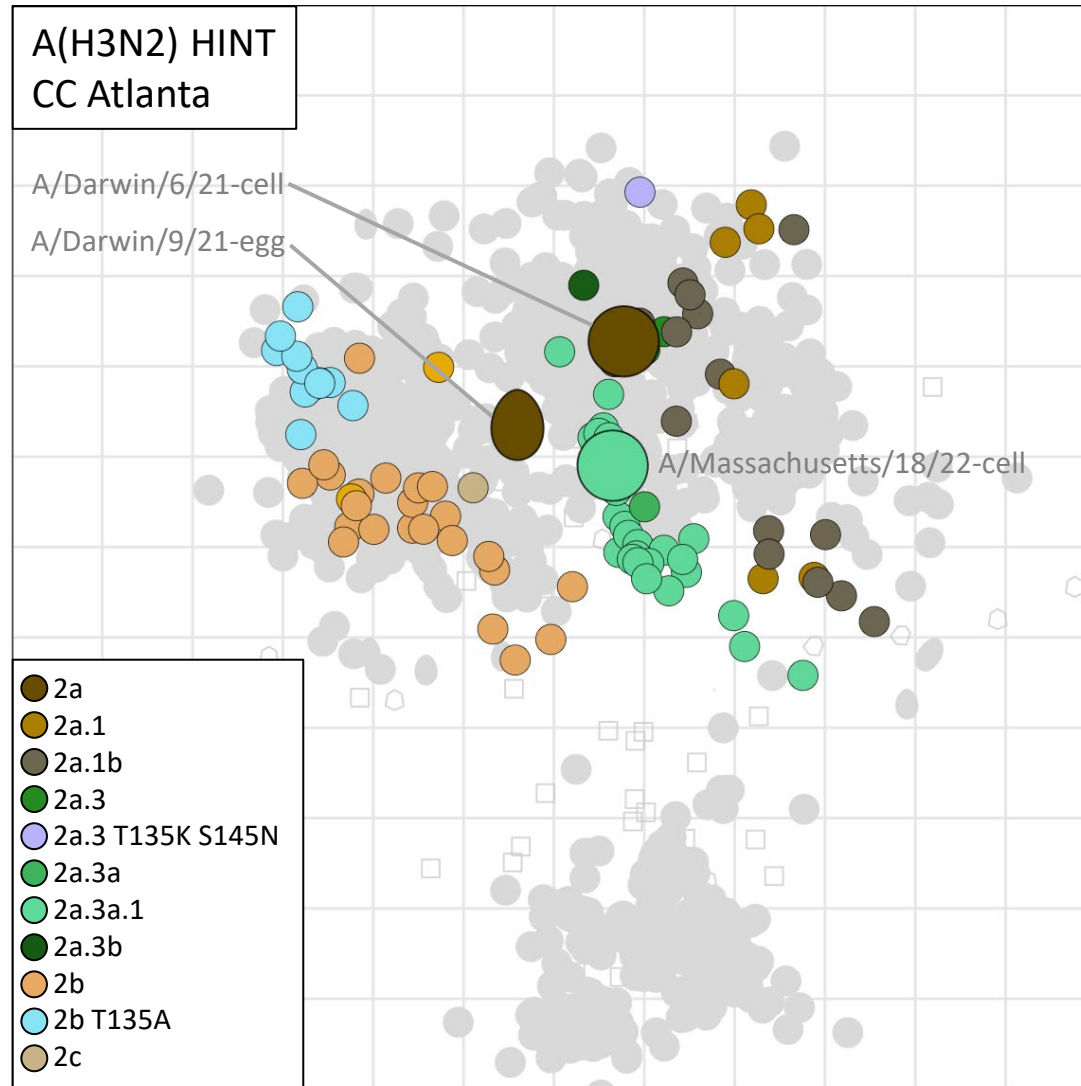 A(H3N2) HINT
CC Atlanta
A/Darwin/6/21-cell
A/Darwin/9/21-egg
A/Massachusetts/18/22-cell
2a
2a.1
2a.1b
2a.3
2a.3 T135K S145N
2a.3a
2a.3a.1
2a.3b
2b
2b T135A
2c